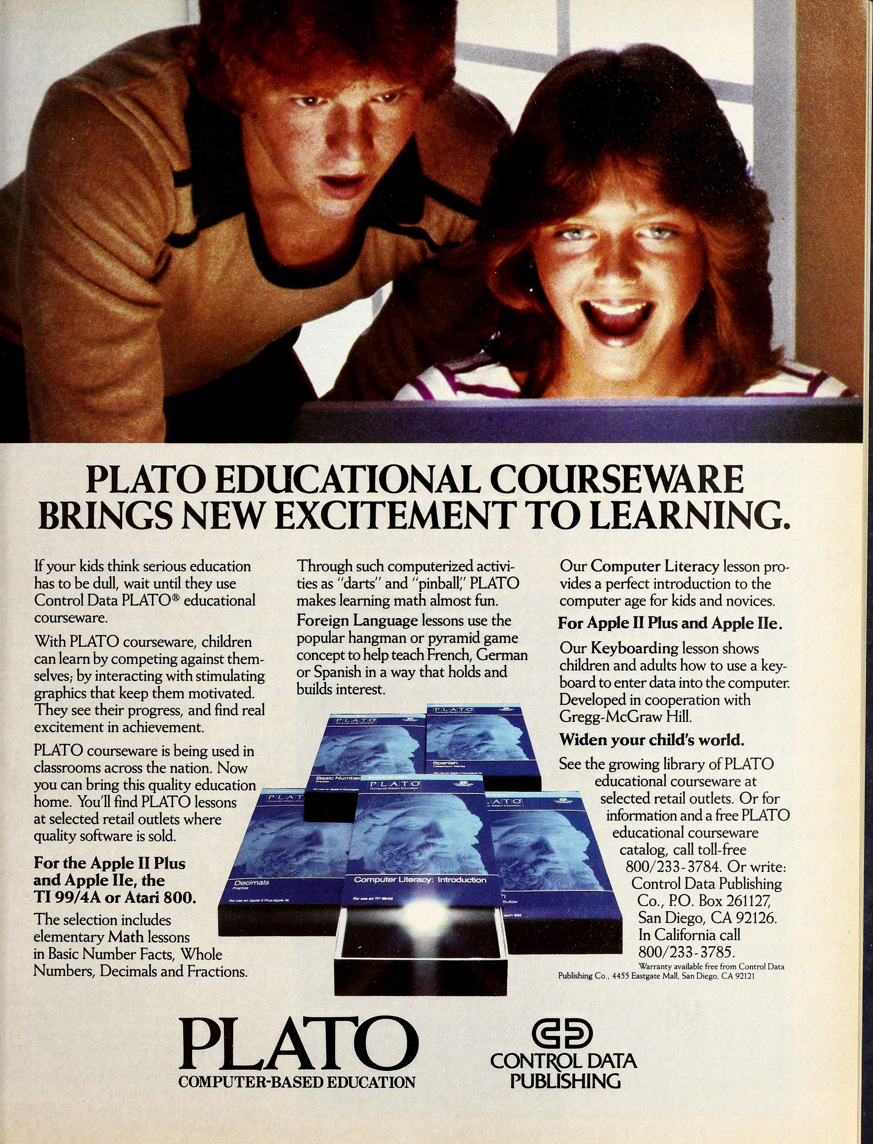 PLATO EDUCATIONAL COURSEWARE
BRINGS NEW EXCITEMENT TO LEARNING.
If your kids think serious education
has to be dull, wait until they use
Control Data PLATO® educational
courseware.
With PLATO courseware, children
can learn by competing against them-
selves; by interacting with stimulating
graphics that keep them motivated.
They see their progress, and find real
excitement in achievement.
PLATO courseware is being used in
classrooms across the nation. Now
you can bring this quality education
home. You'll find PLATO lessons
at selected retail outlets where
quality software is sold.
For the Apple II Plus
and Apple IIe, the
TI 99/4A or Atari 800.
The selection includes
elementary Math lessons
in Basic Number Facts, Whole
Numbers, Decimals and Fractions.
Through such computerized activi-
ties as "darts" and "pinball," PLATO
makes learning math almost fun.
Foreign Language lessons use the
popular hangman or pyramid game
concept to help teach French, German
or Spanish in a way that holds and
builds interest.
Our Computer Literacy lesson pro-
vides a perfect introduction to the
computer age for kids and novices.
For Apple II Plus and Apple IIe.
Our Keyboarding lesson shows
children and adults how to use a key-
board to enter data into the computer.
Developed in cooperation with
Gregg-McGraw Hill.
Widen your child's world.
See the growing library of PLATO
educational courseware at
selected retail outlets. Or for
information and a free PLATO
educational courseware
catalog, call toll-free
800/233-3784. Or write:
Control Data Publishing
Co., P.O. Box 261127,
San Diego, CA 92126.
In California call
800/233-3785.
Warranty available free from Control Data
Publishing Co., 4455 Eastgate Mall, San Diego, CA 92121
PLATO
Basic Number
PLATO
Spanish
PLATO
Decimals
Practice
PLATO
Computer-Based Education
Computer Literacy: Introduction
For use on TI 99/4A
PLATO
COMPUTER-BASED EDUCATION
CONTROL DATA
PUBLISHING